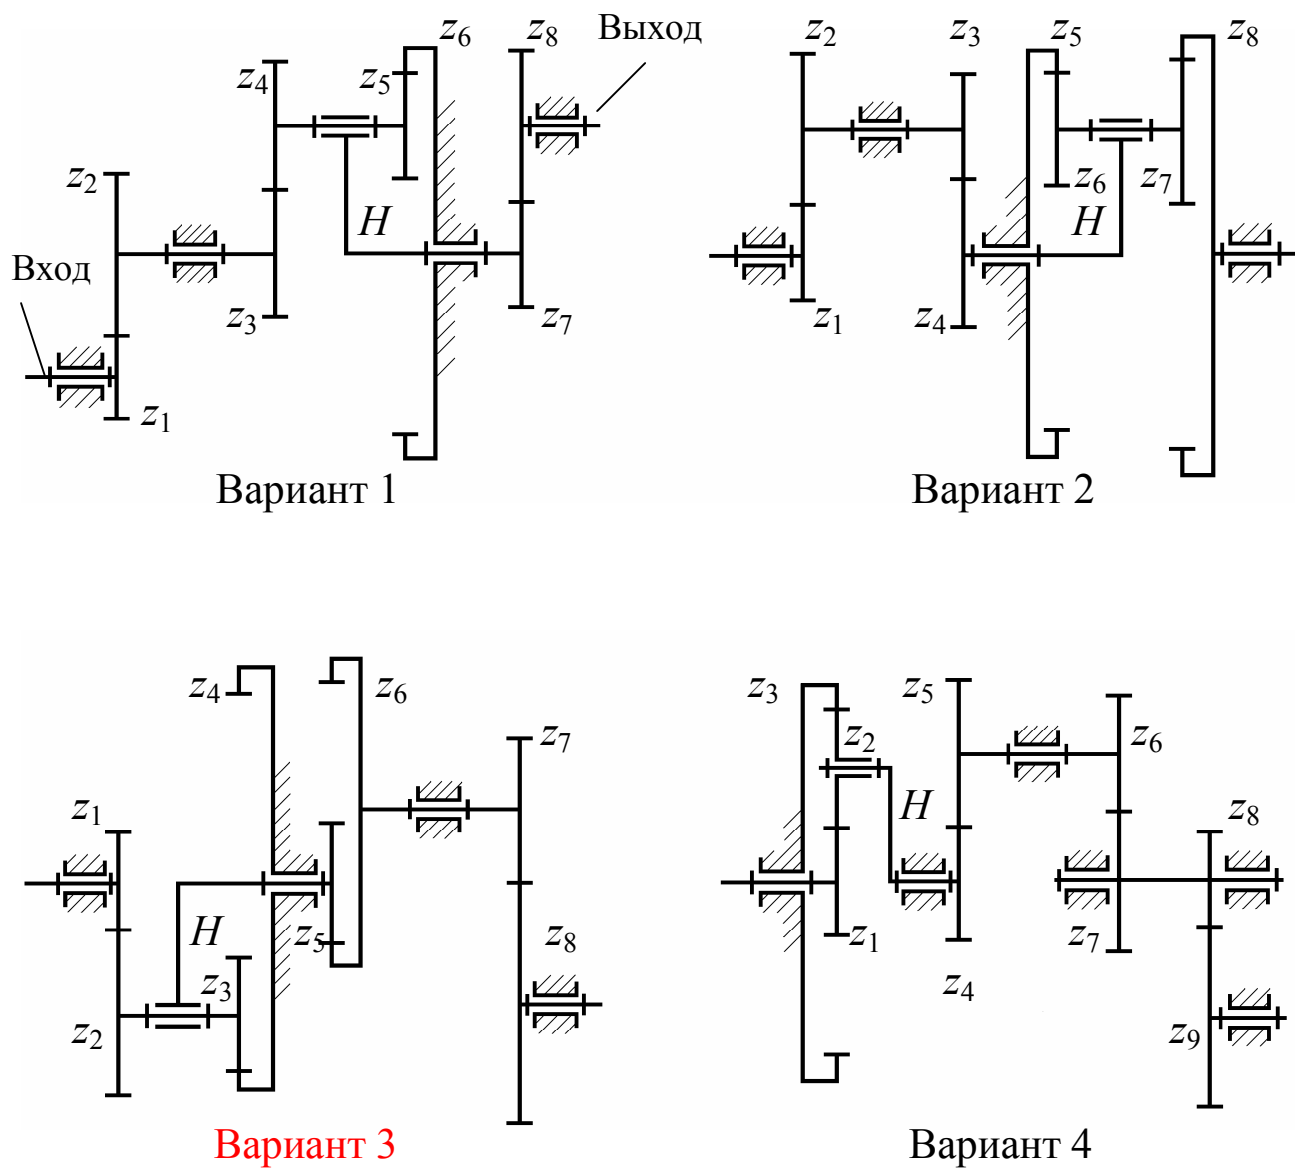 z6 z8 Выход
z4 z5
z2
H
Вход
z3 z7
z1
Вариант 1
z2 z3 z5 z8
z6 z7
H
z1 z4
Вариант 2
z4 z6
z7
z1
H z5 z8
z3
z2
Вариант 3
z3 z5
z2 z6
H z8
z1 z7
z4
z9
Вариант 4